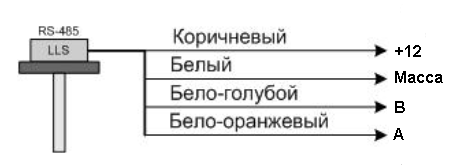 RS-485
LLS
Коричневый +12
Белый Масса
Бело-голубой B
Бело-оранжевый A